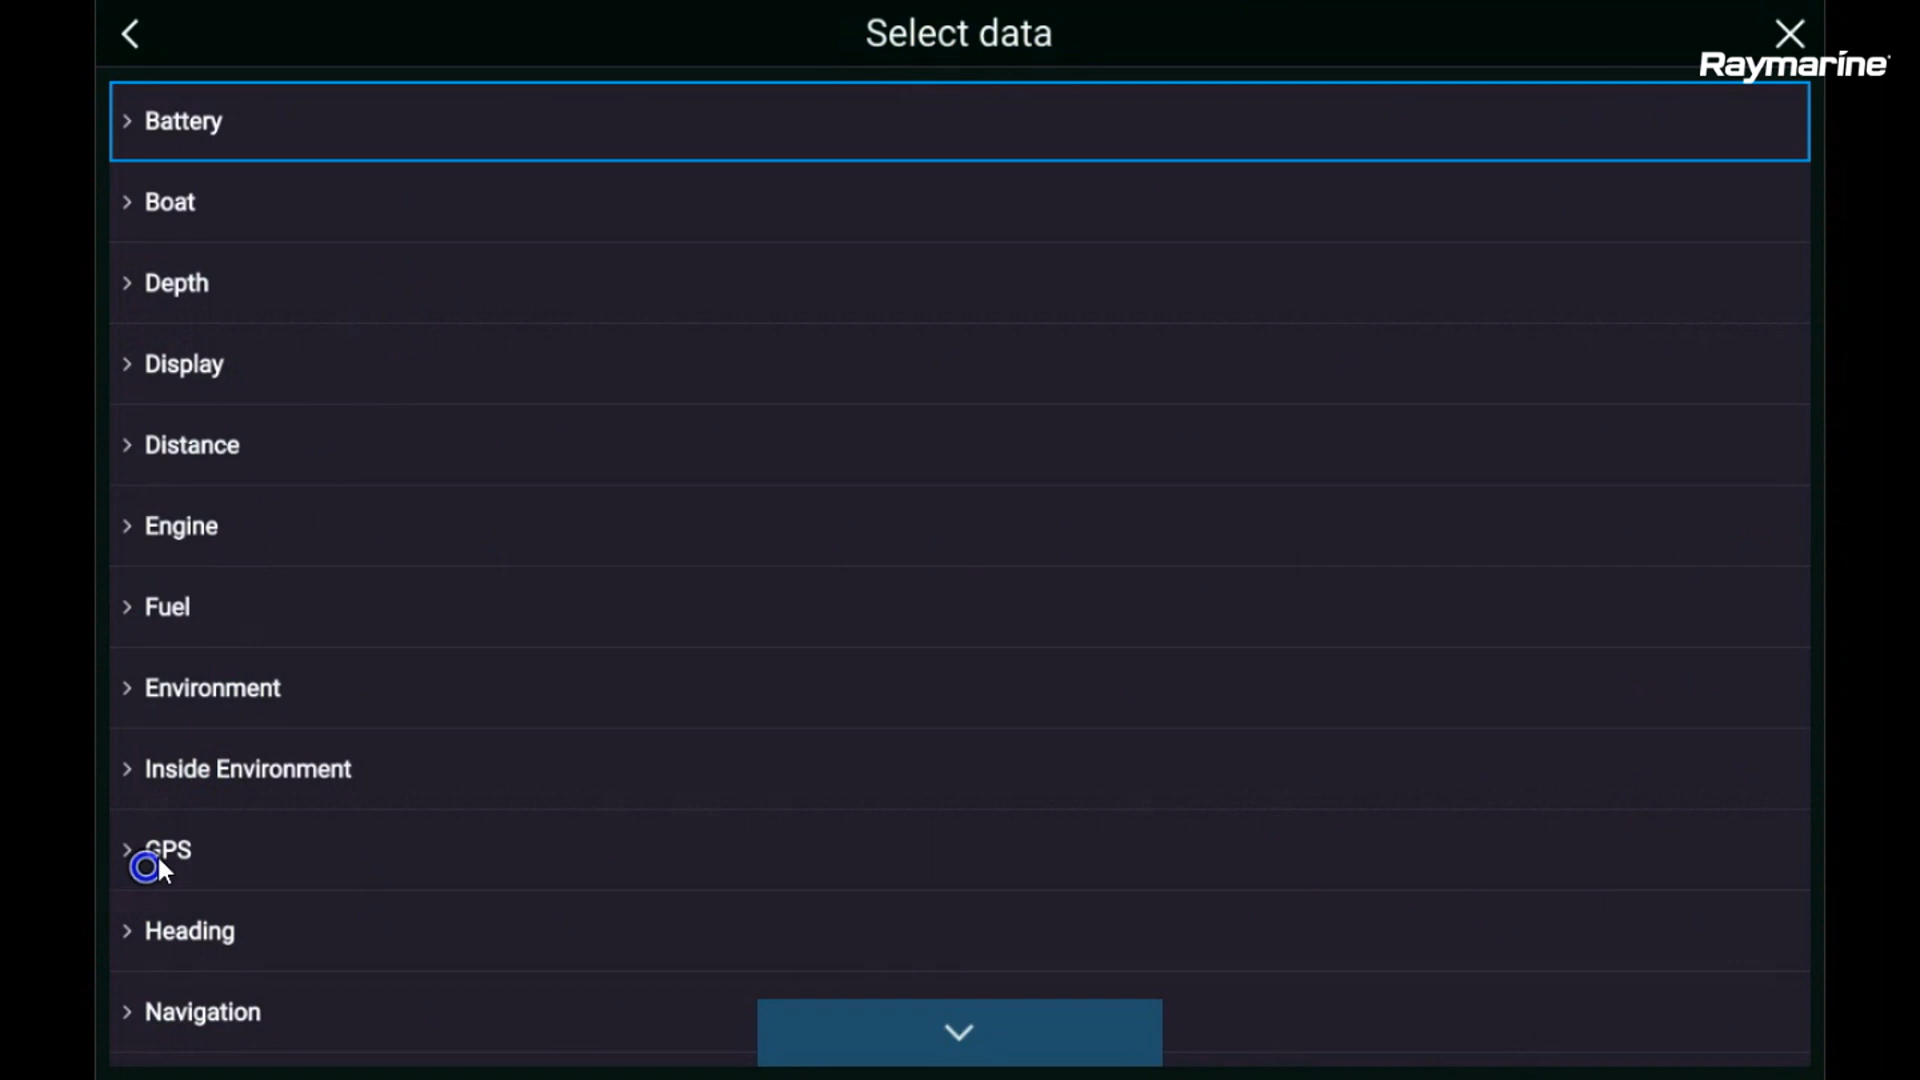 Select data
Raymarine
Battery
Boat
Depth
Display
Distance
Engine
Fuel
Environment
Inside Environment
GPS
Heading
Navigation